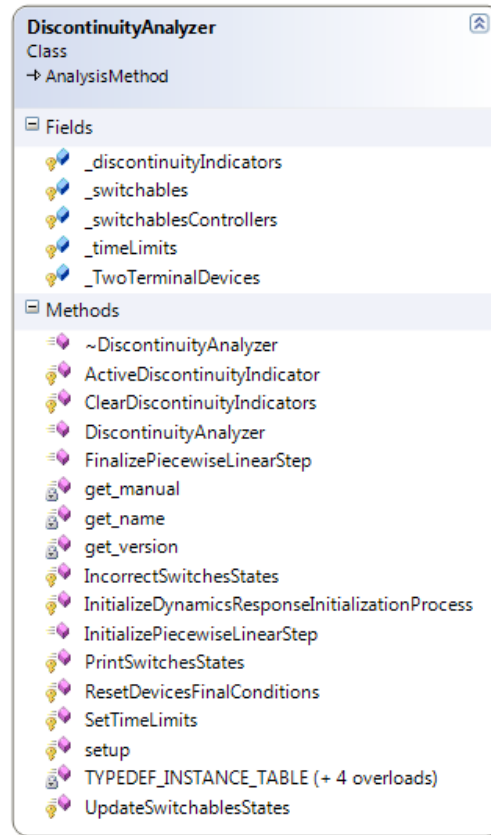 DiscontinuityAnalyzer
Class
AnalysisMethod
Fields
_discontinuityIndicators
_switchables
_switchablesControllers
_timeLimits
_TwoTerminalDevices
Methods
~DiscontinuityAnalyzer
ActiveDiscontinuityIndicator
ClearDiscontinuityIndicators
DiscontinuityAnalyzer
FinalizePiecewiseLinearStep
get_manual
get_name
get_version
IncorrectSwitchesStates
InitializeDynamicsResponseInitializationProcess
InitializePiecewiseLinearStep
PrintSwitchesStates
ResetDevicesFinalConditions
SetTimeLimits
setup
TYPEDEF_INSTANCE_TABLE (+ 4 overloads)
UpdateSwitchablesStates